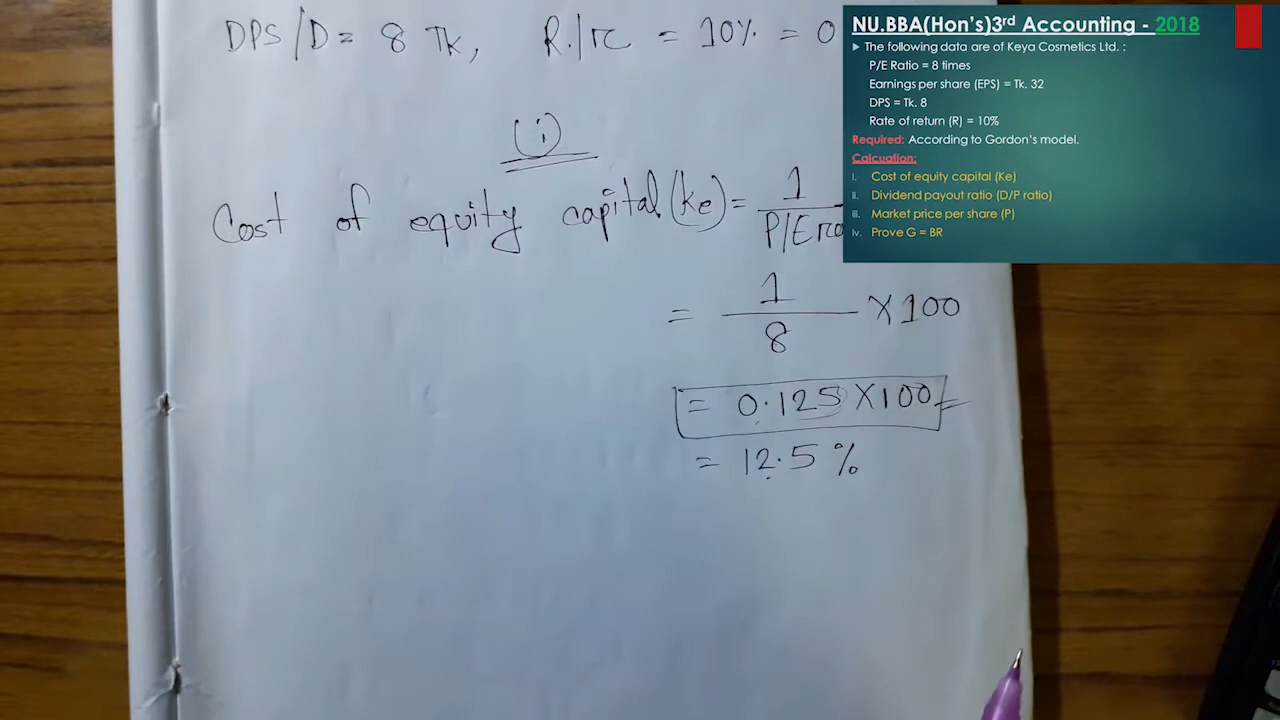 DPS/D = 8 Tk, R./r = 10% = 0
(i)
Cost of equity capital (ke) = 1
P/E
= 1
8 × 100
= 0.125 × 100
= 12.5 %
NU.BBA(Hon's)3rd Accounting - 2018
The following data are of Keya Cosmetics Ltd. :
P/E Ratio = 8 times
Earnings per share (EPS) = Tk. 32
DPS = Tk. 8
Rate of return (R) = 10%
Required: According to Gordon's model.
Calcuation:
i. Cost of equity capital (Ke)
ii. Dividend payout ratio (D/P ratio)
iii. Market price per share (P)
iv. Prove G = BR